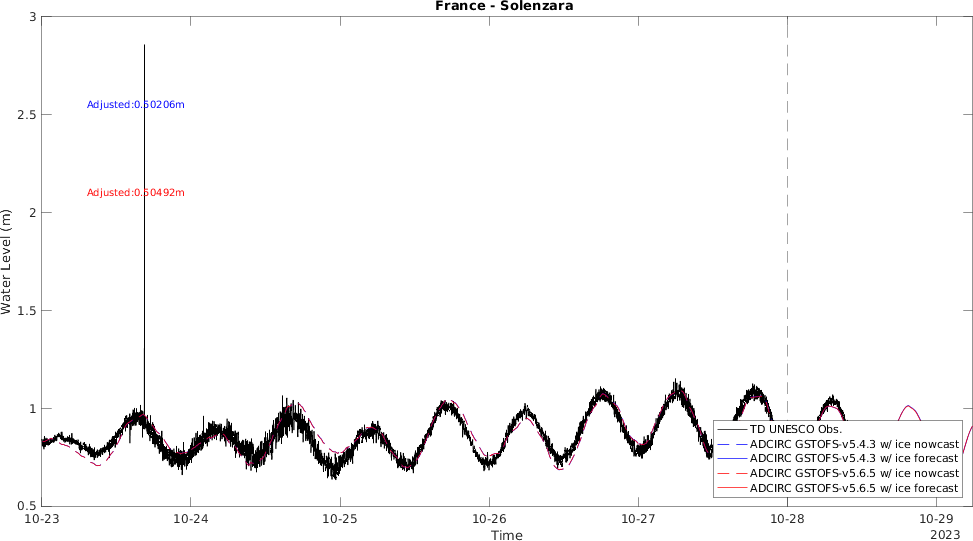 France - Solenzara
3
Adjusted:0.50206m
2.5
Adjusted:0.50492m
2
Water Level (m)
1.5
1
TD UNESCO Obs.
ADCIRC GSTOFS-v5.4.3 w/ ice nowcast
ADCIRC GSTOFS-v5.4.3 w/ ice forecast
ADCIRC GSTOFS-v5.6.5 w/ ice nowcast
ADCIRC GSTOFS-v5.6.5 w/ ice forecast
0.5
10-23 10-24 10-25 10-26 10-27 10-28 10-29
Time 2023